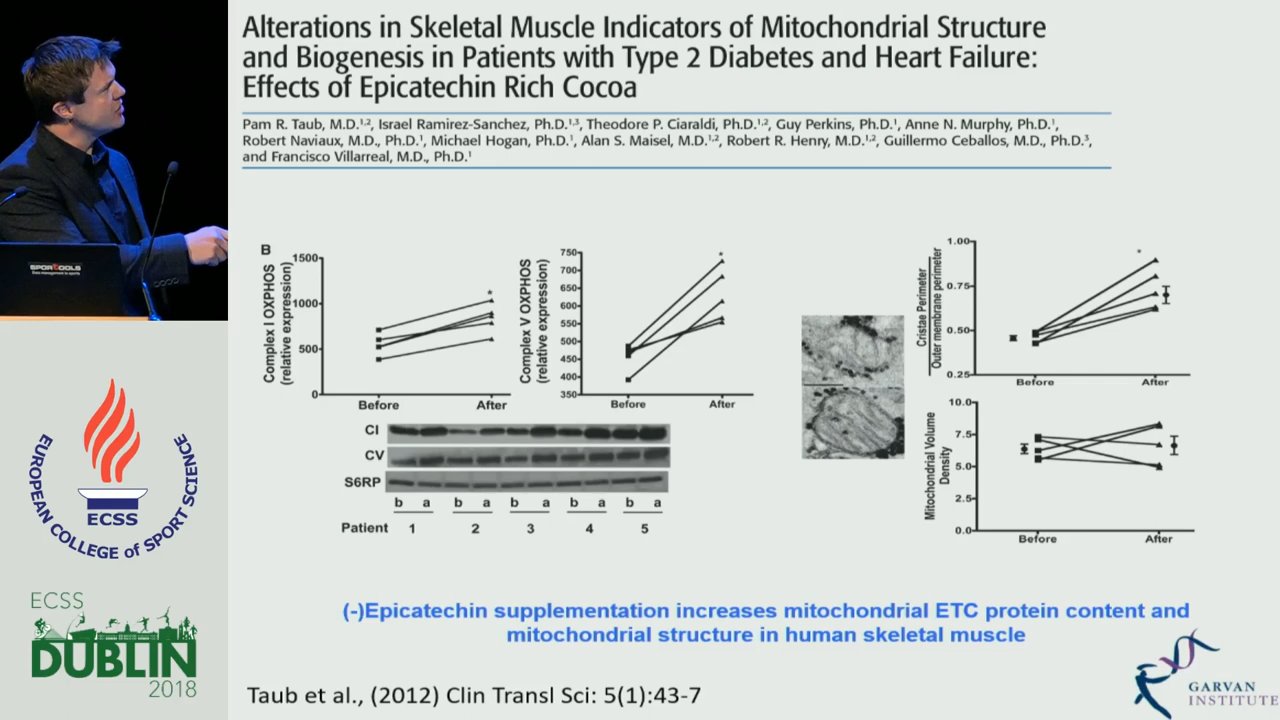 Alterations in Skeletal Muscle Indicators of Mitochondrial Structure
and Biogenesis in Patients with Type 2 Diabetes and Heart Failure:
Effects of Epicatechin Rich Cocoa
Pam R. Taub, M.D.¹,², Israel Ramirez-Sanchez, Ph.D.¹,³, Theodore P. Ciaraldi, Ph.D.¹,², Guy Perkins, Ph.D.¹, Anne N. Murphy, Ph.D.¹,
Robert Naviaux, M.D., Ph.D.¹, Michael Hogan, Ph.D.¹, Alan S. Maisel, M.D.¹,², Robert R. Henry, M.D.¹,², Guillermo Ceballos, M.D., Ph.D.³,
and Francisco Villarreal, M.D., Ph.D.¹
B
Complex I OXPHOS
(relative expression)
1500
1000
500
0
*
Before
After
Complex V OXPHOS
(relative expression)
750
700
650
600
550
500
450
400
350
*
Before
After
CI
CV
S6RP
b a b a b a b a b a
Patient 1 2 3 4 5
Cristae Perimeter
Outer membrane perimeter
1.00
0.75
0.50
0.25
*
Before
After
Mitochondrial Volume
Density
10.0
7.5
5.0
2.5
0.0
Before
After
(-)Epicatechin supplementation increases mitochondrial ETC protein content and
mitochondrial structure in human skeletal muscle
Taub et al., (2012) Clin Transl Sci: 5(1):43-7
GARVAN
INSTITUTE
SPORTOOLS
EUROPEAN COLLEGE of SPORT SCIENCE
ECSS
ECSS
DUBLIN
2018